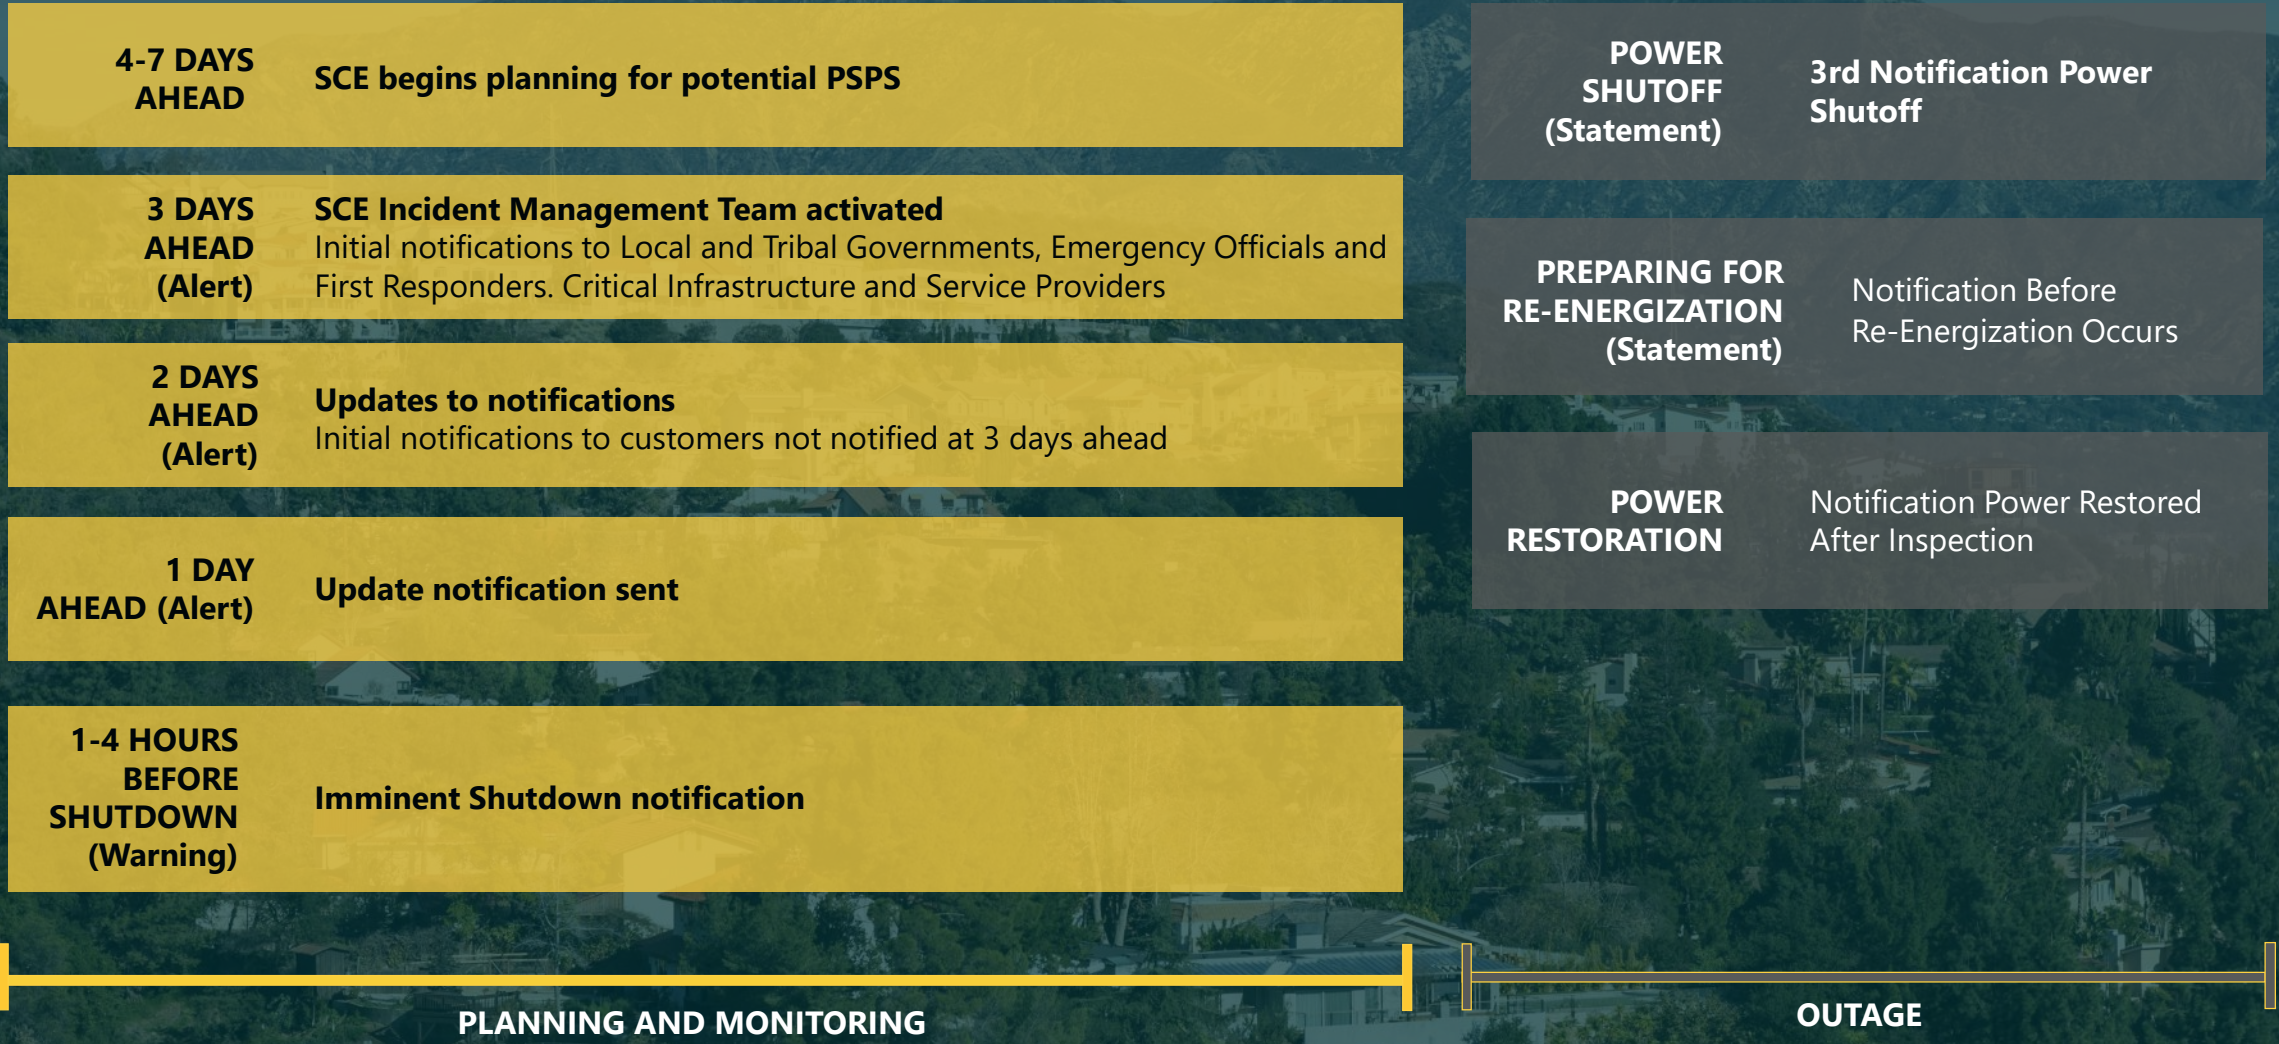 4-7 DAYS
AHEAD
SCE begins planning for potential PSPS
3 DAYS
AHEAD
(Alert)
SCE Incident Management Team activated
Initial notifications to Local and Tribal Governments, Emergency Officials and
First Responders. Critical Infrastructure and Service Providers
2 DAYS
AHEAD
(Alert)
Updates to notifications
Initial notifications to customers not notified at 3 days ahead
1 DAY
AHEAD (Alert)
Update notification sent
1-4 HOURS
BEFORE
SHUTDOWN
(Warning)
Imminent Shutdown notification
PLANNING AND MONITORING
POWER
SHUTOFF
(Statement)
3rd Notification Power
Shutoff
PREPARING FOR
RE-ENERGIZATION
(Statement)
Notification Before
Re-Energization Occurs
POWER
RESTORATION
Notification Power Restored
After Inspection
OUTAGE